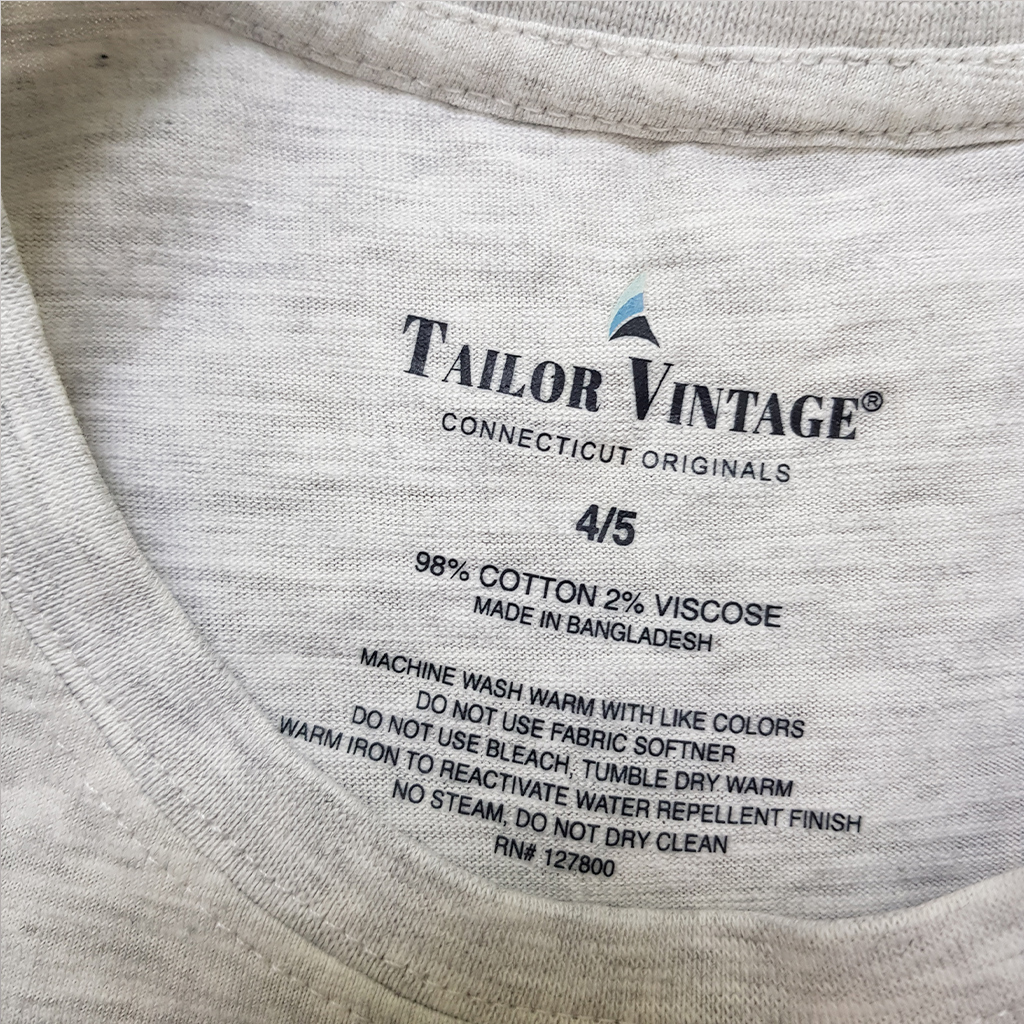 TAILOR VINTAGE®
CONNECTICUT ORIGINALS
4/5
98% COTTON 2% VISCOSE
MADE IN BANGLADESH
MACHINE WASH WARM WITH LIKE COLORS
DO NOT USE FABRIC SOFTNER
DO NOT USE BLEACH, TUMBLE DRY WARM
WARM IRON TO REACTIVATE WATER REPELLENT FINISH
NO STEAM, DO NOT DRY CLEAN
RN# 127800